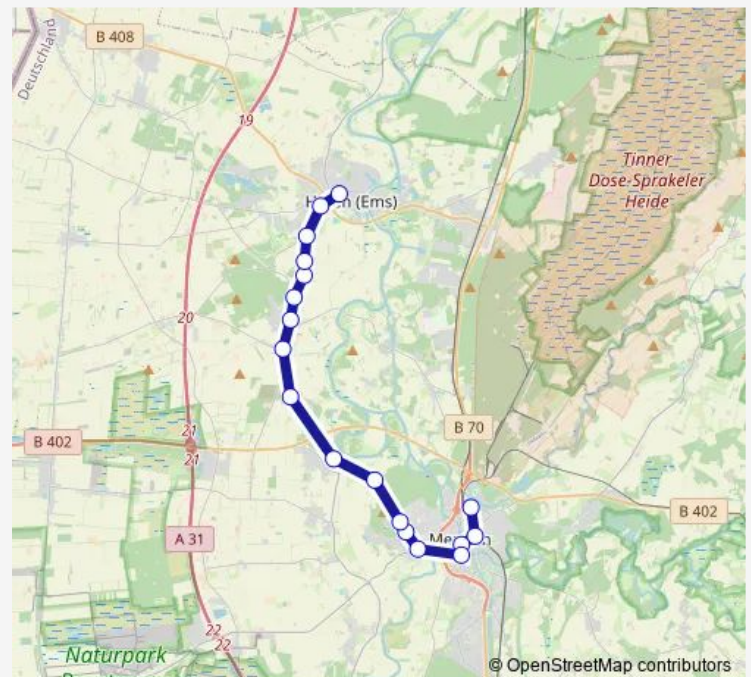 Deutschland
B 408
19
Tinner
Dose-Sprakeler
Heide
(Ems)
20
B 70
21
21
B 402
B 402
A 31
22
22
Naturpark
© OpenStreetMap contributors